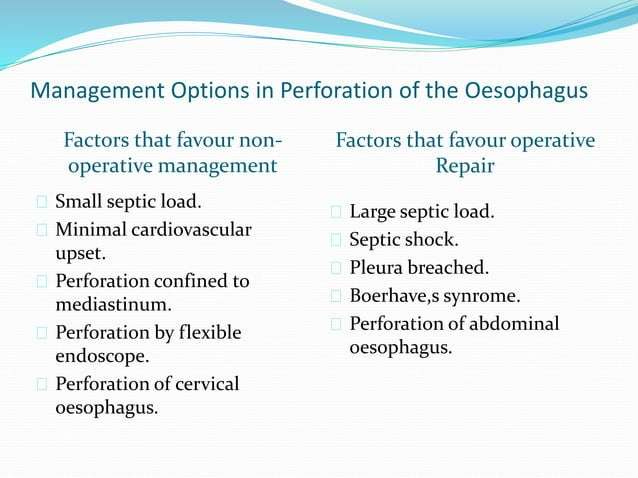 Management Options in Perforation of the Oesophagus
Factors that favour non-
operative management
Small septic load.
Minimal cardiovascular
upset.
Perforation confined to
mediastinum.
Perforation by flexible
endoscope.
Perforation of cervical
oesophagus.
Factors that favour operative
Repair
Large septic load.
Septic shock.
Pleura breached.
Boerhave,s synrome.
Perforation of abdominal
oesophagus.